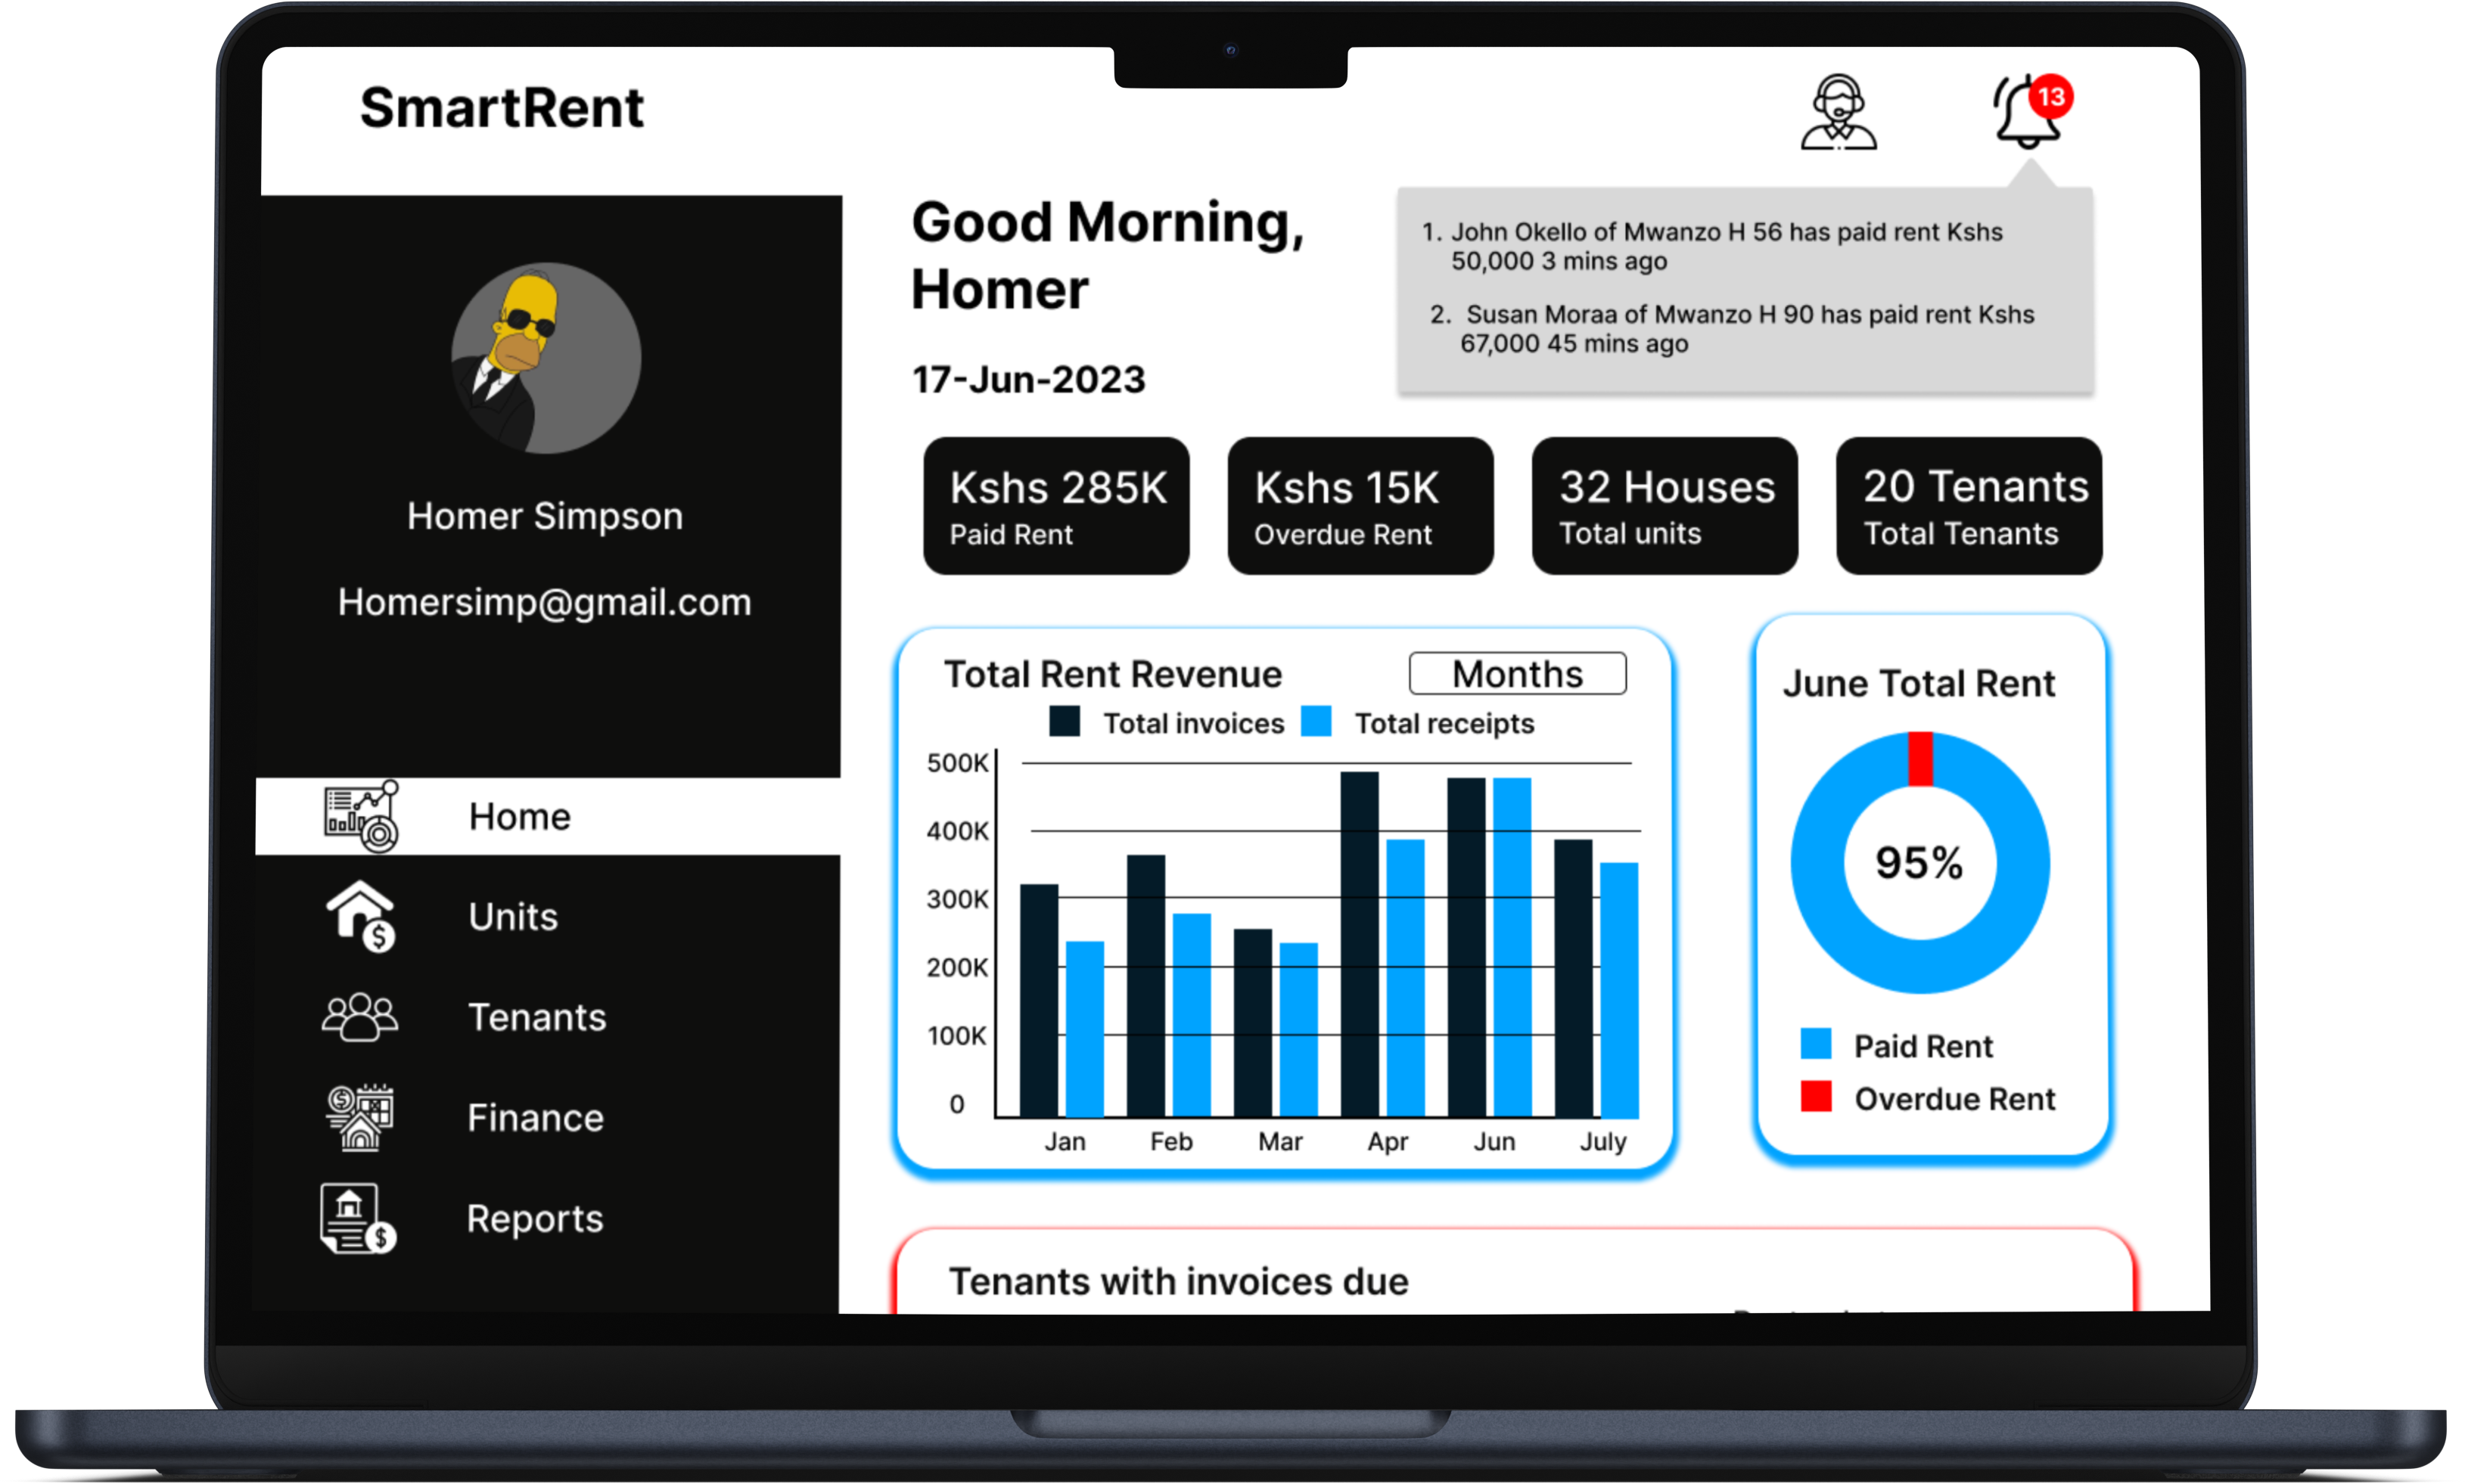 SmartRent
13
Good Morning,
Homer
17-Jun-2023
1. John Okello of Mwanzo H 56 has paid rent Kshs
50,000 3 mins ago
2. Susan Moraa of Mwanzo H 90 has paid rent Kshs
67,000 45 mins ago
Homer Simpson
Homersimp@gmail.com
Home
Units
Tenants
Finance
Reports
Kshs 285K
Paid Rent
Kshs 15K
Overdue Rent
32 Houses
Total units
20 Tenants
Total Tenants
Total Rent Revenue
Months
Total invoices
Total receipts
500K
400K
300K
200K
100K
0
Jan
Feb
Mar
Apr
Jun
July
June Total Rent
95%
Paid Rent
Overdue Rent
Tenants with invoices due